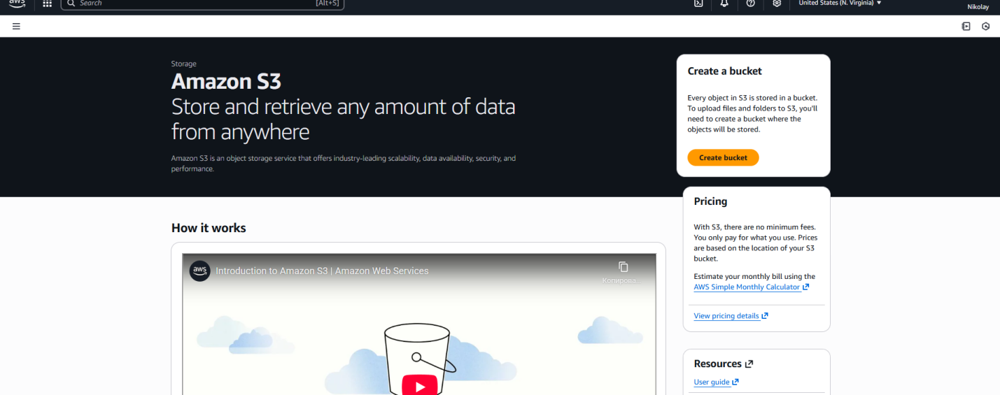 aws
Search
[Alt+S]
United States (N. Virginia)
Nikolay
Storage
Amazon S3
Store and retrieve any amount of data
from anywhere
Amazon S3 is an object storage service that offers industry-leading scalability, data availability, security, and
performance.
Create a bucket
Every object in S3 is stored in a bucket.
To upload files and folders to S3, you'll
need to create a bucket where the
objects will be stored.
Create bucket
Pricing
With S3, there are no minimum fees.
You only pay for what you use. Prices
are based on the location of your S3
bucket.
Estimate your monthly bill using the
AWS Simple Monthly Calculator
View pricing details
How it works
aws
Introduction to Amazon S3 | Amazon Web Services
Копирова...
Resources
User guide